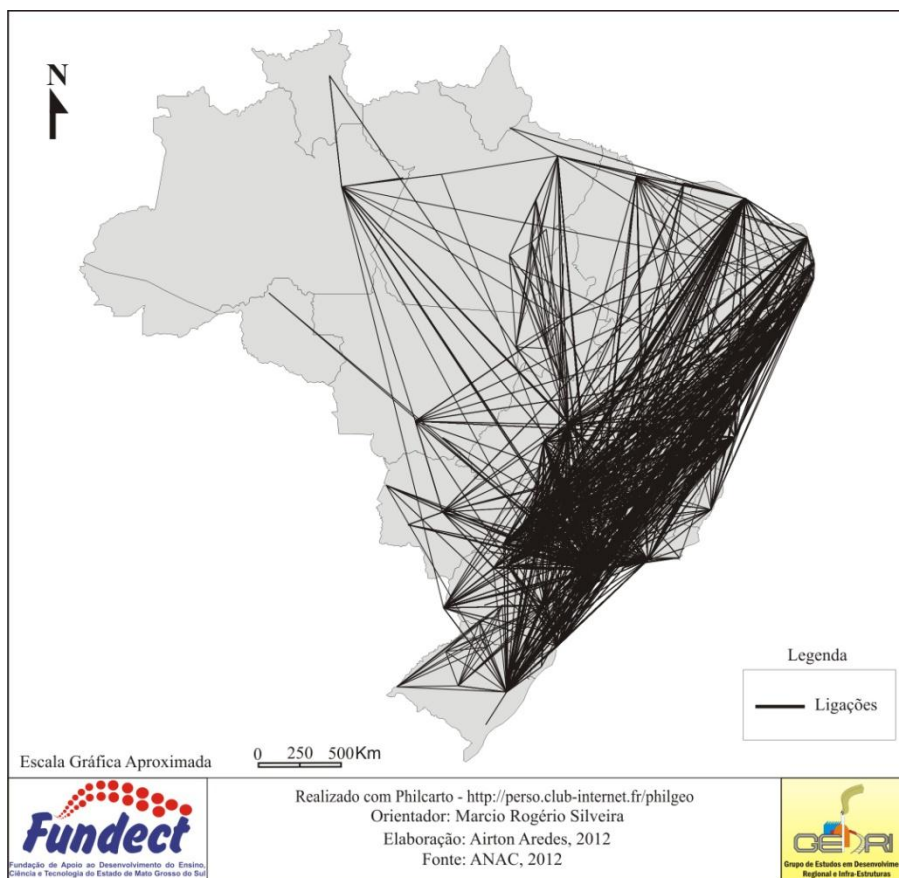 N
Legenda
Ligações
Escala Gráfica Aproximada
0 250 500Km
Fundect
Fundação de Apoio ao Desenvolvimento do Ensino,
Ciência e Tecnologia do Estado de Mato Grosso do Sul
Realizado com Philcarto - http://perso.club-internet.fr/philgeo
Orientador: Marcio Rogério Silveira
Elaboração: Airton Aredes, 2012
Fonte: ANAC, 2012
GEDRI
Grupo de Estudos em Desenvolvime
Regional e Infra-Estruturas